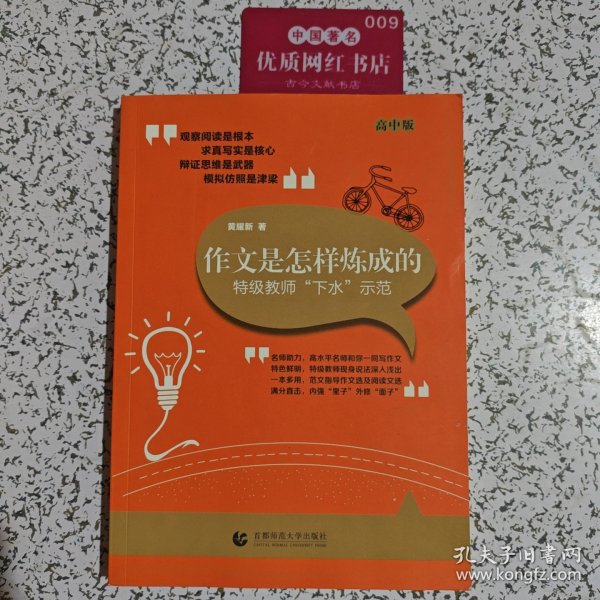 009
中国著名
优质网红书店
古今文献书店
高中版
观察阅读是根本
求真写实是核心
辩证思维是武器
模拟仿照是津梁
黄耀新 著
作文是怎样炼成的
特级教师“下水”示范
名师助力，高水平名师和你一同写作文
特色鲜明，特级教师现身说法深入浅出
一本多用，范文指导作文选及阅读文选
满分直击，内强“里子”外修“面子”
首都师范大学出版社
CAPITAL NORMAL UNIVERSITY PRESS
孔夫子旧书网
www.kongfz.com